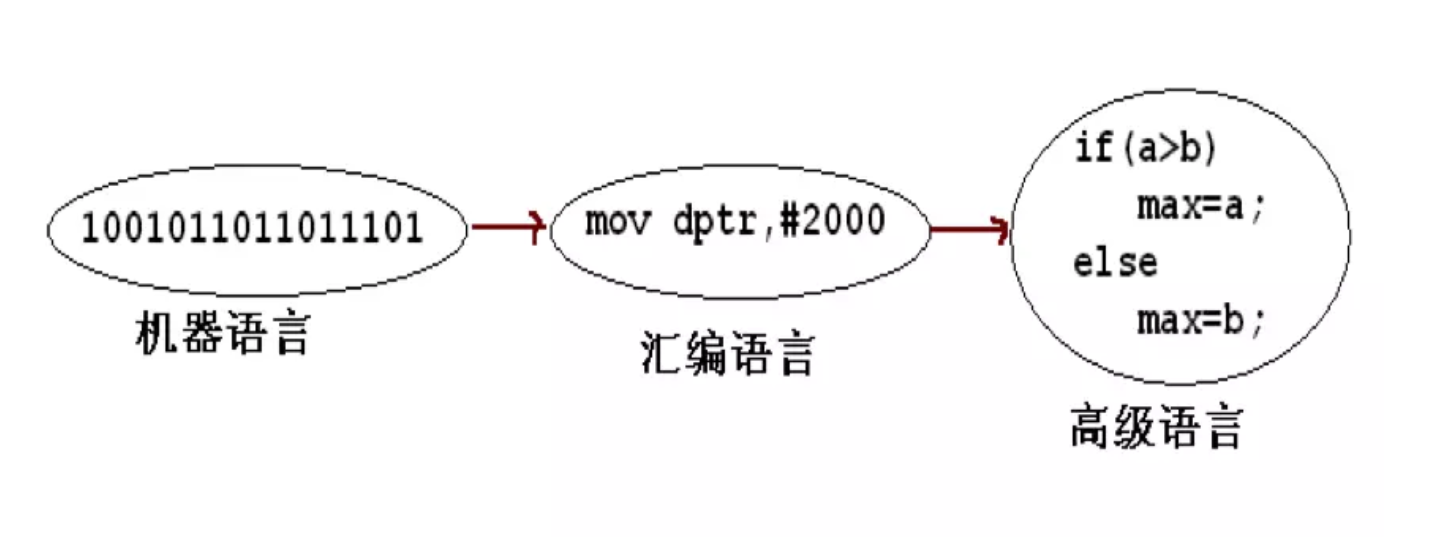 1001011011011101
机器语言
mov dptr,#2000
汇编语言
if(a>b)
max=a;
else
max=b;
高级语言